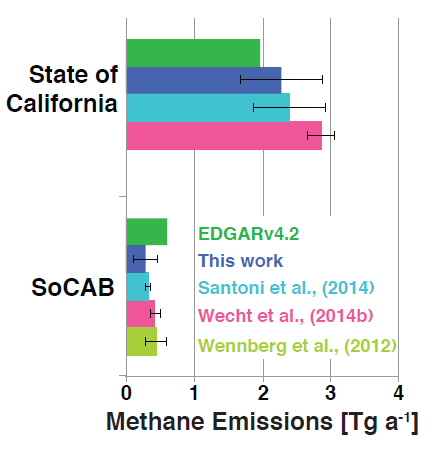 State of
California
EDGARv4.2
This work
SoCAB
Santoni et al., (2014)
Wecht et al., (2014b)
Wennberg et al., (2012)
0 1 2 3 4
Methane Emissions [Tg a⁻¹]